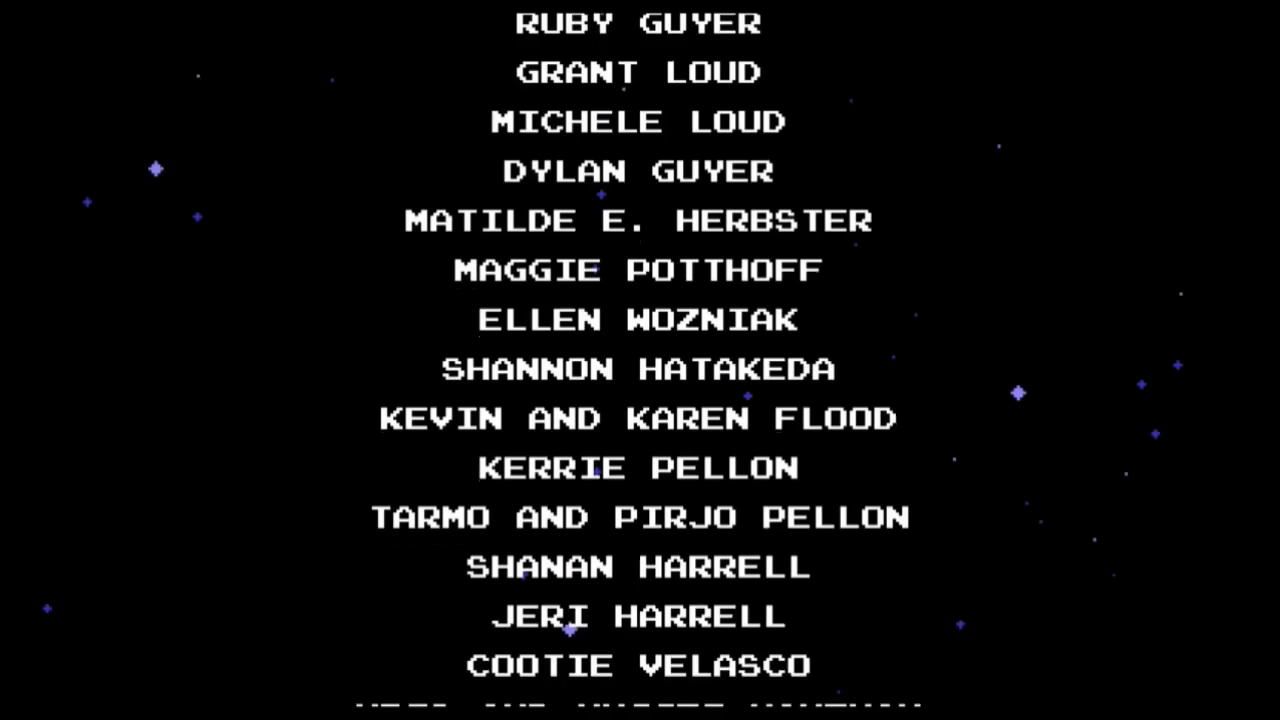 RUBY GUYER
GRANT LOUD
MICHELE LOUD
DYLAN GUYER
MATILDE E. HERBSTER
MAGGIE POTTHOFF
ELLEN WOZNIAK
SHANNON HATAKEDA
KEVIN AND KAREN FLOOD
KERRIE PELLON
TARMO AND PIRJO PELLON
SHANAN HARRELL
JERI HARRELL
COOTIE VELASCO